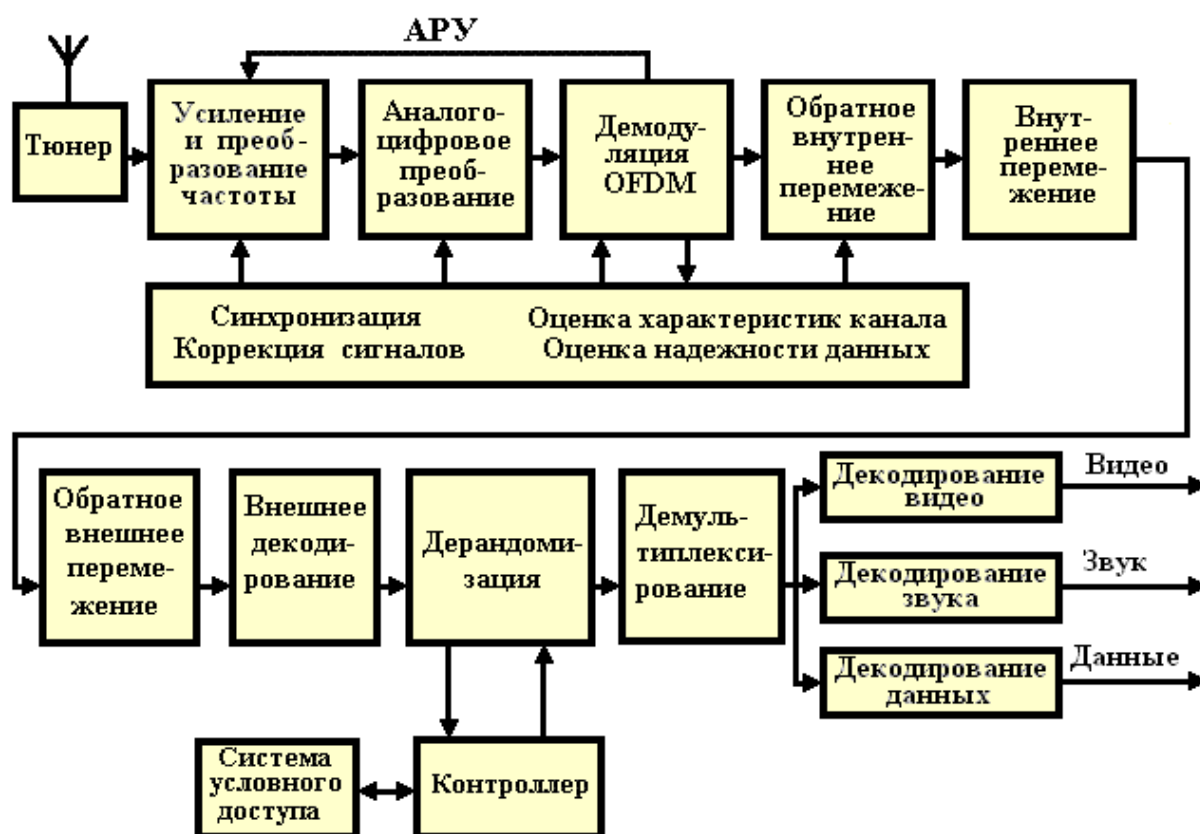 АРУ
Тюнер
Усиление
и преоб-
разование
частоты
Аналого-
цифровое
преоб-
разование
Демоду-
ляция
OFDM
Обратное
внутрен-
нее
перемеже-
ние
Внут-
реннее
переме-
жение
Синхронизация
Коррекция сигналов
Оценка характеристик канала
Оценка надежности данных
Обратное
внешнее
переме-
жение
Внешнее
декоди-
рование
Дерандоми-
зация
Демуль-
типлекси-
рование
Декодирование
видео
Видео
Декодирование
звука
Звук
Декодирование
данных
Данные
Система
условного
доступа
Контроллер